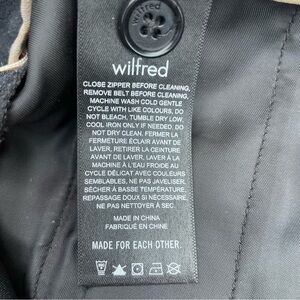 wilfred
wilfred
CLOSE ZIPPER BEFORE CLEANING,
REMOVE BELT BEFORE CLEANING,
MACHINE WASH COLD GENTLE
CYCLE WITH LIKE COLOURS, DO
NOT BLEACH, TUMBLE DRY LOW,
COOL IRON ONLY IF NEEDED, DO
NOT DRY CLEAN. FERMER LA
FERMETURE ÉCLAIR AVANT DE
LAVER, RETIRER LA CEINTURE
AVANT DE LAVER, LAVER À LA
MACHINE À L'EAU FROIDE AU
CYCLE DÉLICAT AVEC COULEURS
SEMBLABLES, NE PAS JAVELISER,
SÉCHER À BASSE TEMPÉRATURE,
REPASSAGE DOUX SI NÉCESSAIRE,
NE PAS NETTOYER À SEC.
MADE IN CHINA
FABRIQUÉ EN CHINE
MADE FOR EACH OTHER.